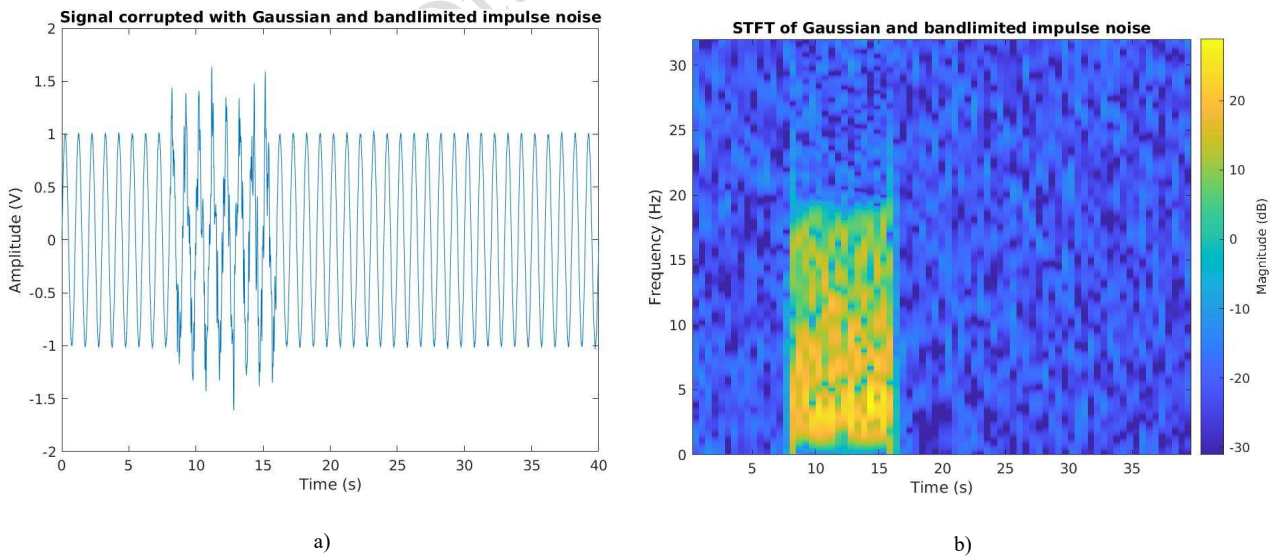 Signal corrupted with Gaussian and bandlimited impulse noise
2
1.5
1
0.5
0
-0.5
-1
-1.5
-2
Amplitude (V)
0 5 10 15 20 25 30 35 40
Time (s)
a)
STFT of Gaussian and bandlimited impulse noise
30
25
20
15
10
5
0
Frequency (Hz)
5 10 15 20 25 30 35
Time (s)
20
10
0
-10
-20
-30
Magnitude (dB)
b)